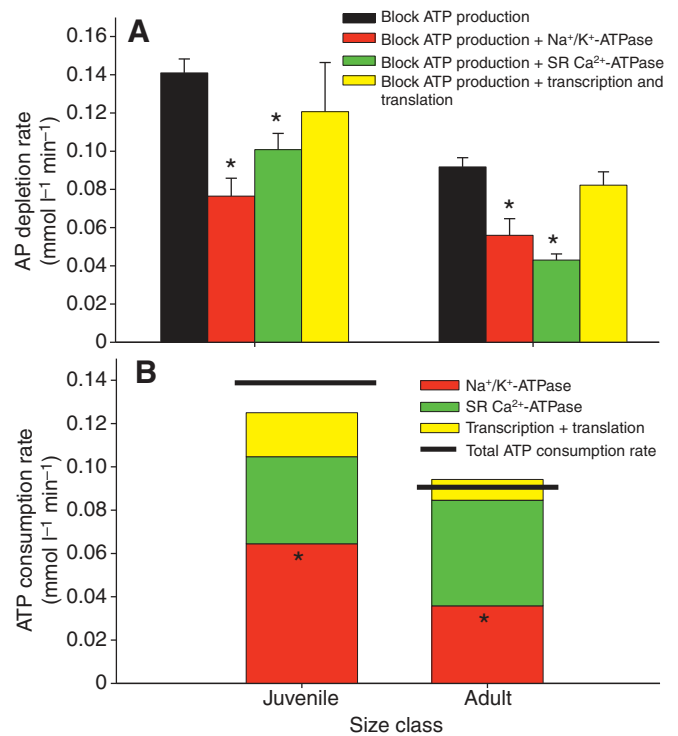 A
Block ATP production
Block ATP production + Na⁺/K⁺-ATPase
Block ATP production + SR Ca²⁺-ATPase
Block ATP production + transcription and
translation
AP depletion rate
(mmol l⁻¹ min⁻¹)
0.16
0.14
0.12
0.10
0.08
0.06
0.04
0.02
0
*
*
*
*
B
Na⁺/K⁺-ATPase
SR Ca²⁺-ATPase
Transcription + translation
Total ATP consumption rate
ATP consumption rate
(mmol l⁻¹ min⁻¹)
0.14
0.12
0.10
0.08
0.06
0.04
0.02
0
*
*
Juvenile
Adult
Size class